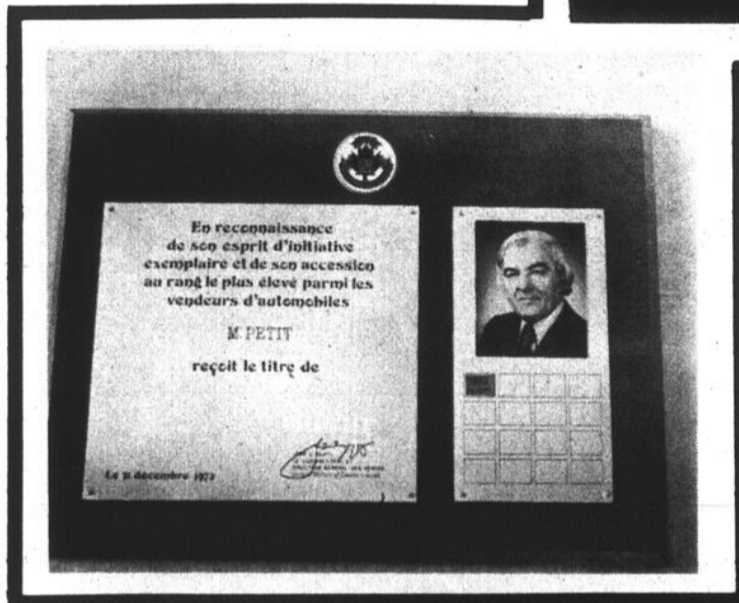 En reconnaissance
de son esprit d'initiative
exemplaire et de son accession
au rang le plus élevé parmi les
vendeurs d'automobiles
M. PETIT
reçoit le titre de
Le 31 décembre 1972